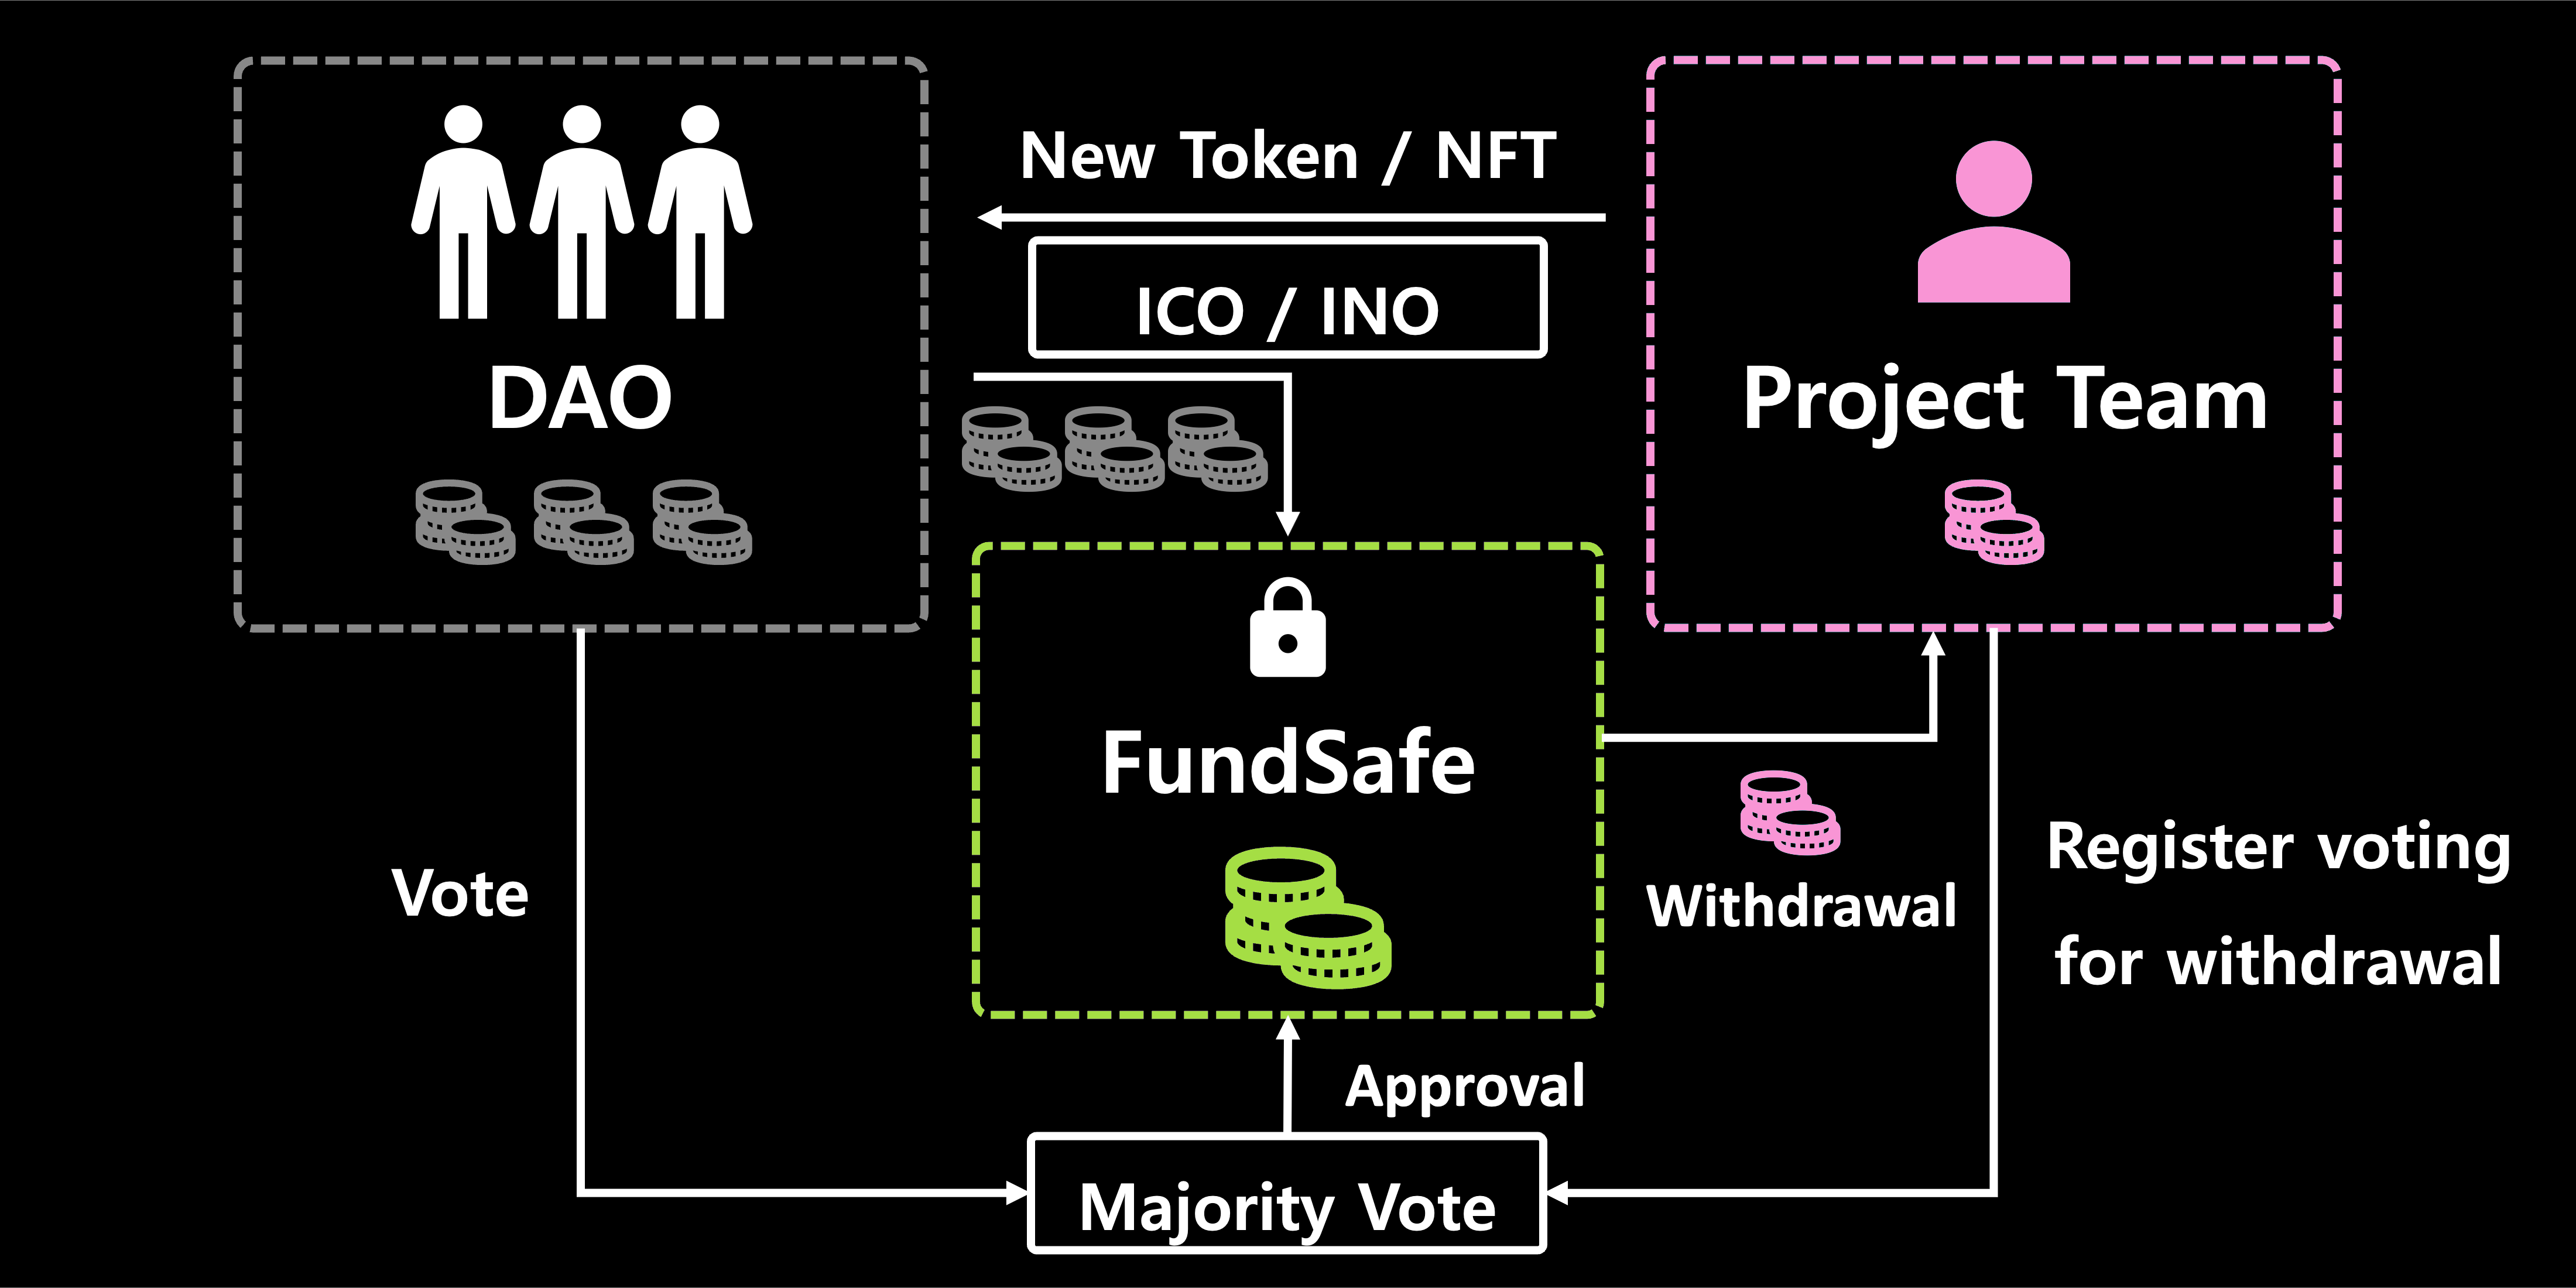 New Token / NFT
ICO / INO
DAO
Project Team
FundSafe
Vote
Withdrawal
Register voting
for withdrawal
Approval
Majority Vote